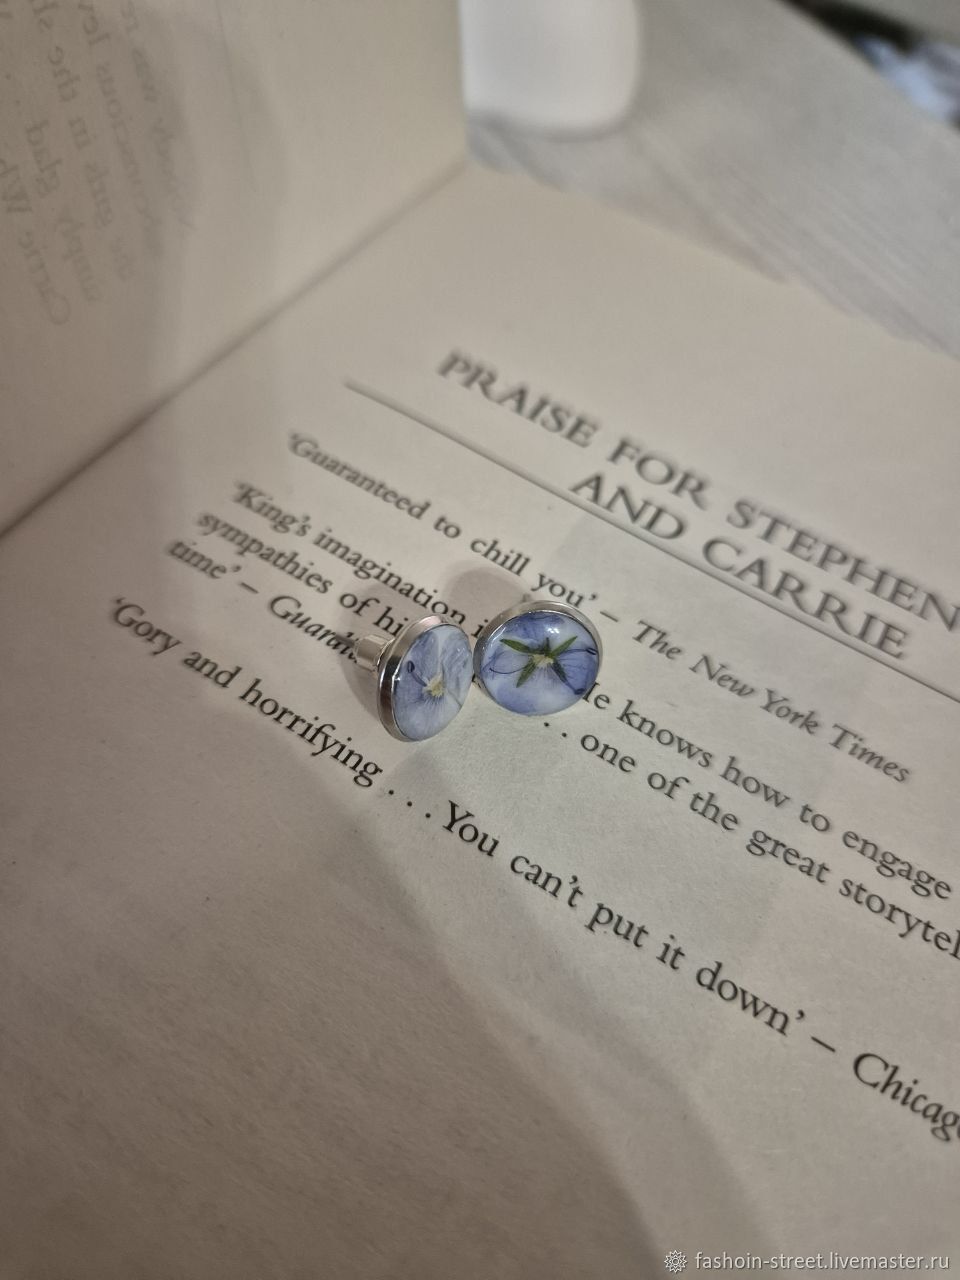 PRAISE FOR STEPHEN
AND CARRIE
'Guaranteed to chill you' – The New York Times
'King's imagination i He knows how to engage
sympathies of hi . . one of the great storytel
time' – Guardi
'Gory and horrifying . . . You can't put it down' – Chicag
fashoin-street.livemaster.ru